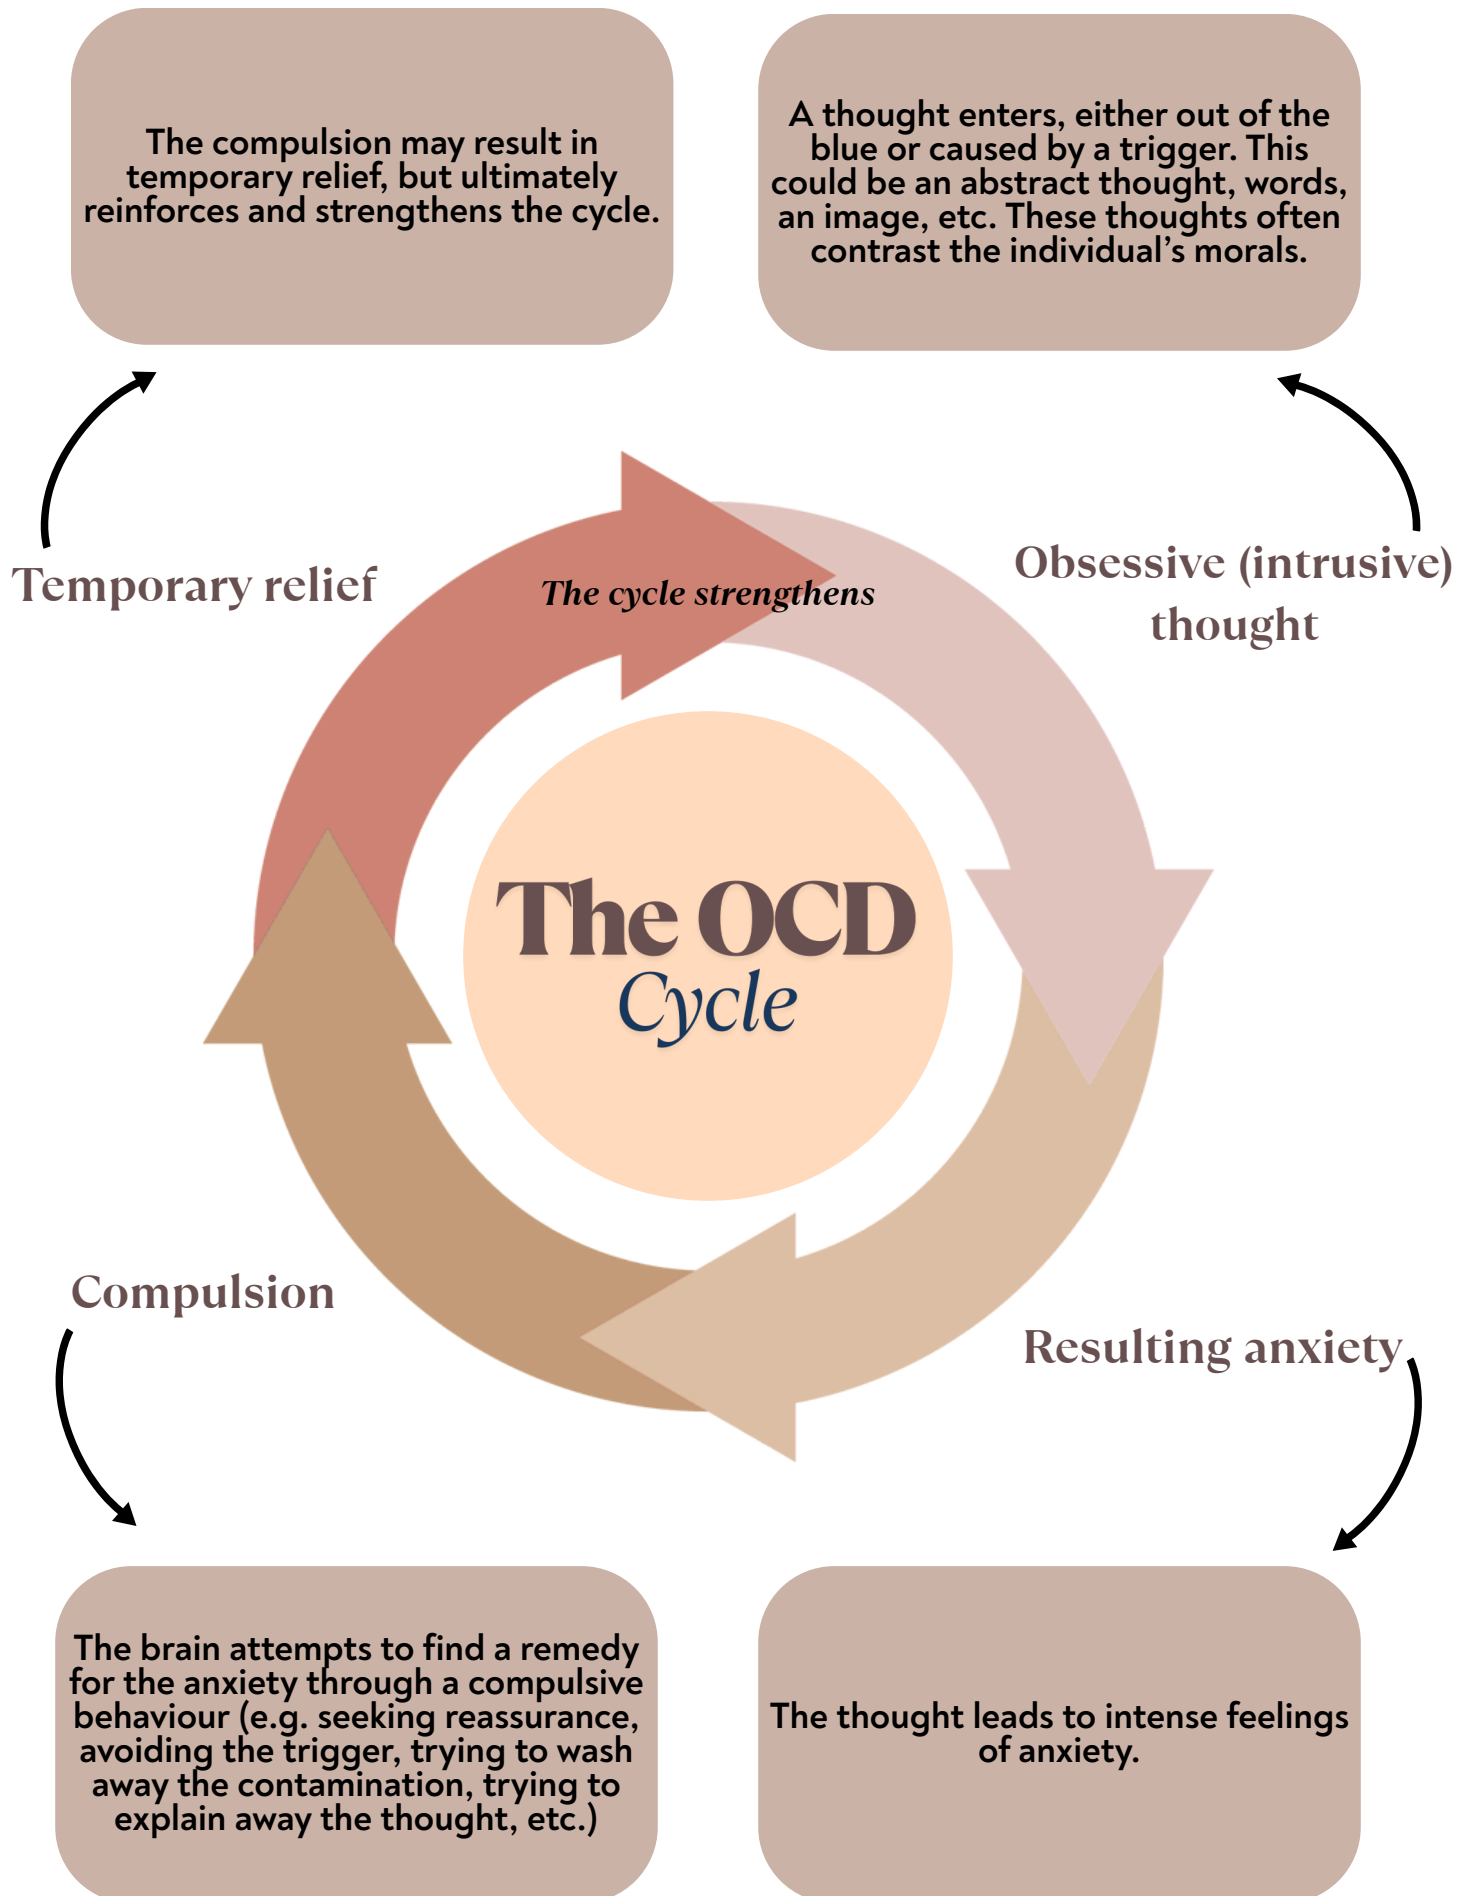 The compulsion may result in
temporary relief, but ultimately
reinforces and strengthens the cycle.
A thought enters, either out of the
blue or caused by a trigger. This
could be an abstract thought, words,
an image, etc. These thoughts often
contrast the individual’s morals.
Temporary relief
The cycle strengthens
Obsessive (intrusive)
thought
The OCD
Cycle
Compulsion
Resulting anxiety
The brain attempts to find a remedy
for the anxiety through a compulsive
behaviour (e.g. seeking reassurance,
avoiding the trigger, trying to wash
away the contamination, trying to
explain away the thought, etc.)
The thought leads to intense feelings
of anxiety.